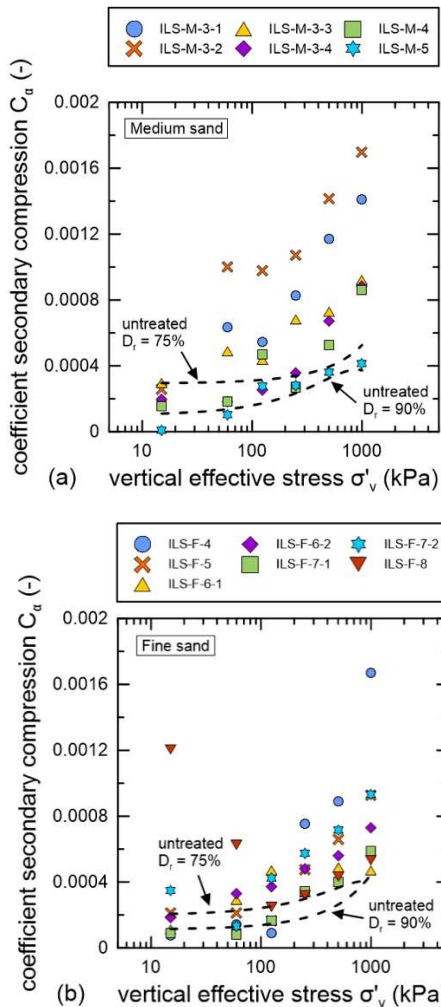 ILS-M-3-1 ILS-M-3-3 ILS-M-4
ILS-M-3-2 ILS-M-3-4 ILS-M-5
coefficient secondary compression Cα (-)
0.002
0.0016
0.0012
0.0008
0.0004
0
Medium sand
untreated
Dr = 75%
untreated
Dr = 90%
10 100 1000
(a) vertical effective stress σ'v (kPa)
ILS-F-4 ILS-F-6-2 ILS-F-7-2
ILS-F-5 ILS-F-7-1 ILS-F-8
ILS-F-6-1
coefficient secondary compression Cα (-)
0.002
0.0016
0.0012
0.0008
0.0004
0
Fine sand
untreated
Dr = 75%
untreated
Dr = 90%
10 100 1000
(b) vertical effective stress σ'v (kPa)